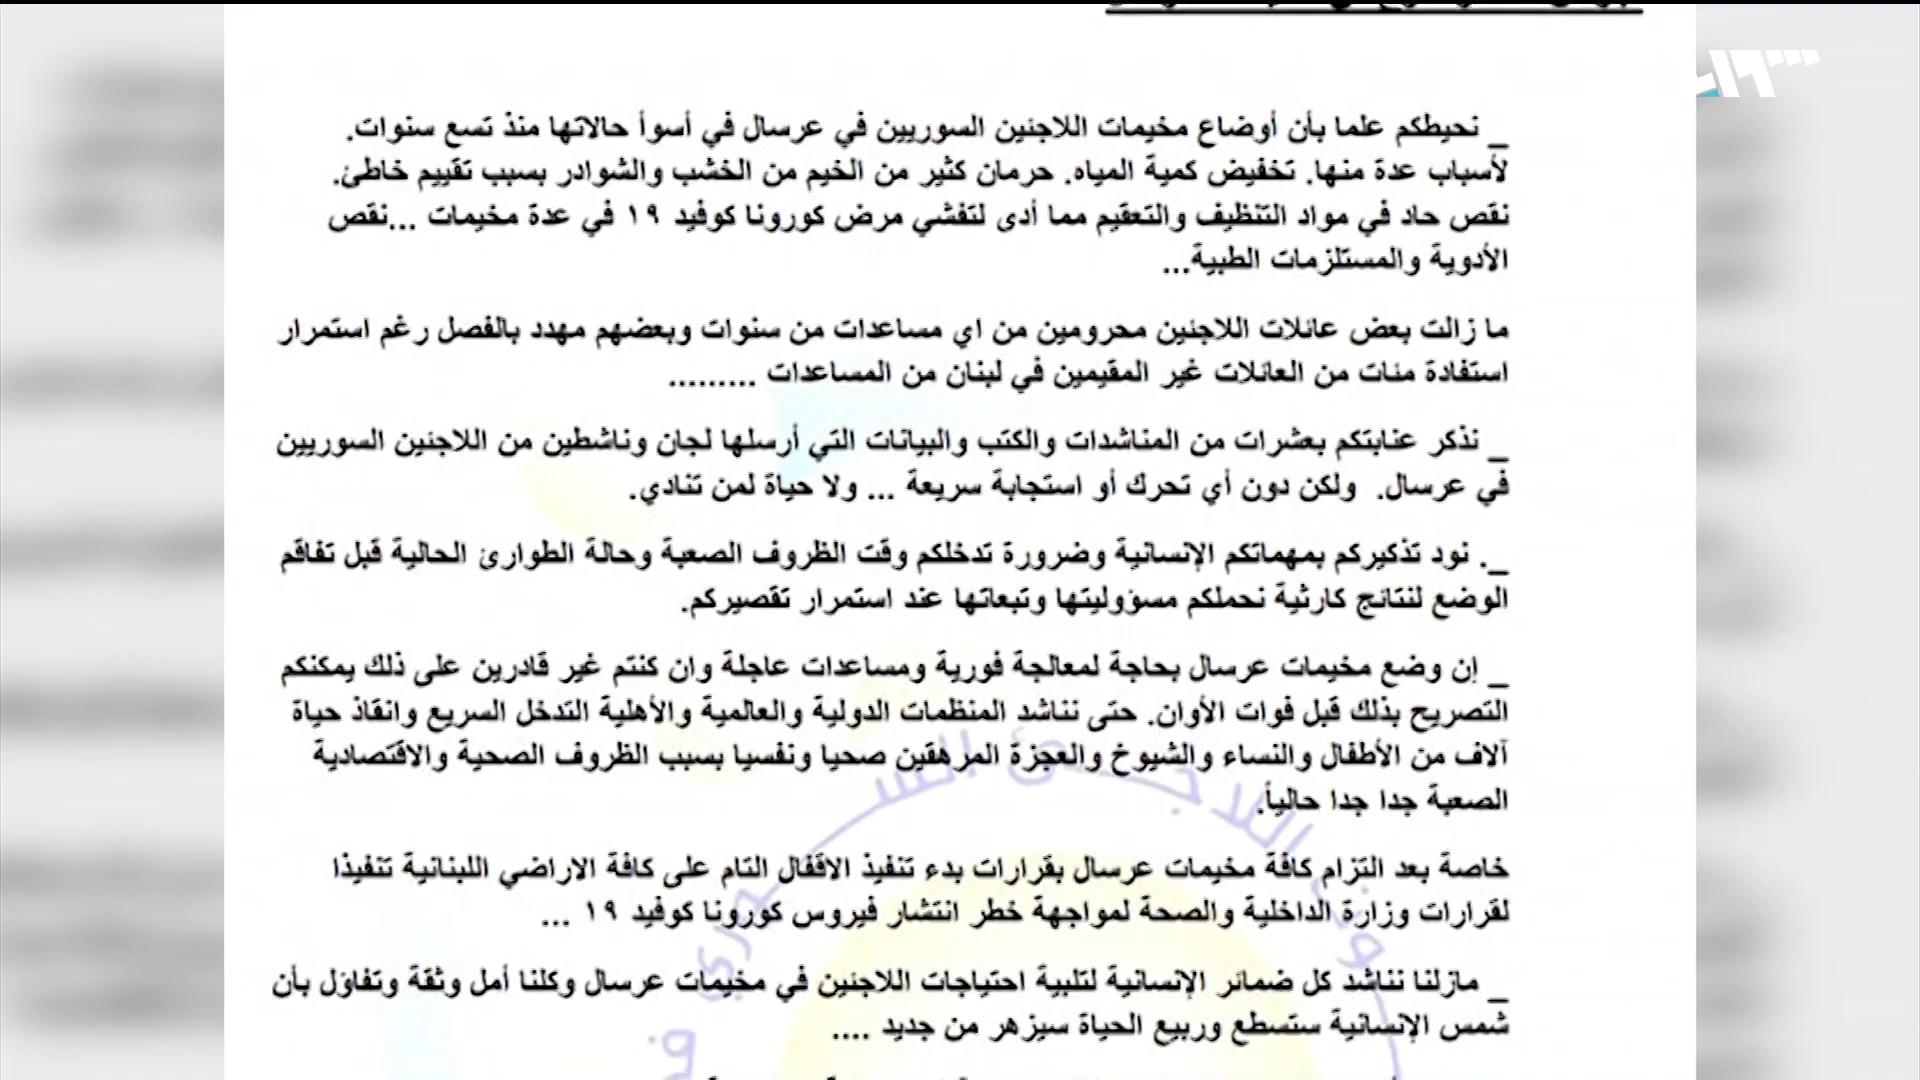 _ نحيطكم علما بأن أوضاع مخيمات اللاجئين السوريين في عرسال في أسوأ حالاتها منذ تسع سنوات.
لأسباب عدة منها. تخفيض كمية المياه. حرمان كثير من الخيم من الخشب والشوادر بسبب تقييم خاطئ.
نقص حاد في مواد التنظيف والتعقيم مما أدى لتفشي مرض كورونا كوفيد ١٩ في عدة مخيمات ...نقص
الأدوية والمستلزمات الطبية...
ما زالت بعض عائلات اللاجئين محرومين من اي مساعدات من سنوات وبعضهم مهدد بالفصل رغم استمرار
استفادة مئات من العائلات غير المقيمين في لبنان من المساعدات .........
_ نذكر عنايتكم بعشرات من المناشدات والكتب والبيانات التي أرسلها لجان وناشطين من اللاجئين السوريين
في عرسال. ولكن دون أي تحرك أو استجابة سريعة ... ولا حياة لمن تنادي.
_. نود تذكيركم بمهماتكم الإنسانية وضرورة تدخلكم وقت الظروف الصعبة وحالة الطوارئ الحالية قبل تفاقم
الوضع لنتائج كارثية نحملكم مسؤوليتها وتبعاتها عند استمرار تقصيركم.
_ إن وضع مخيمات عرسال بحاجة لمعالجة فورية ومساعدات عاجلة وان كنتم غير قادرين على ذلك يمكنكم
التصريح بذلك قبل فوات الأوان. حتى نناشد المنظمات الدولية والعالمية والأهلية التدخل السريع وانقاذ حياة
آلاف من الأطفال والنساء والشيوخ والعجزة المرهقين صحيا ونفسيا بسبب الظروف الصحية والاقتصادية
الصعبة جدا جدا حالياً.
خاصة بعد التزام كافة مخيمات عرسال بقرارات بدء تنفيذ الاقفال التام على كافة الاراضي اللبنانية تنفيذا
لقرارات وزارة الداخلية والصحة لمواجهة خطر انتشار فيروس كورونا كوفيد ١٩ ...
_ مازلنا نناشد كل ضمائر الإنسانية لتلبية احتياجات اللاجئين في مخيمات عرسال وكلنا أمل وثقة وتفاؤل بأن
شمس الإنسانية ستسطع وربيع الحياة سيزهر من جديد ....